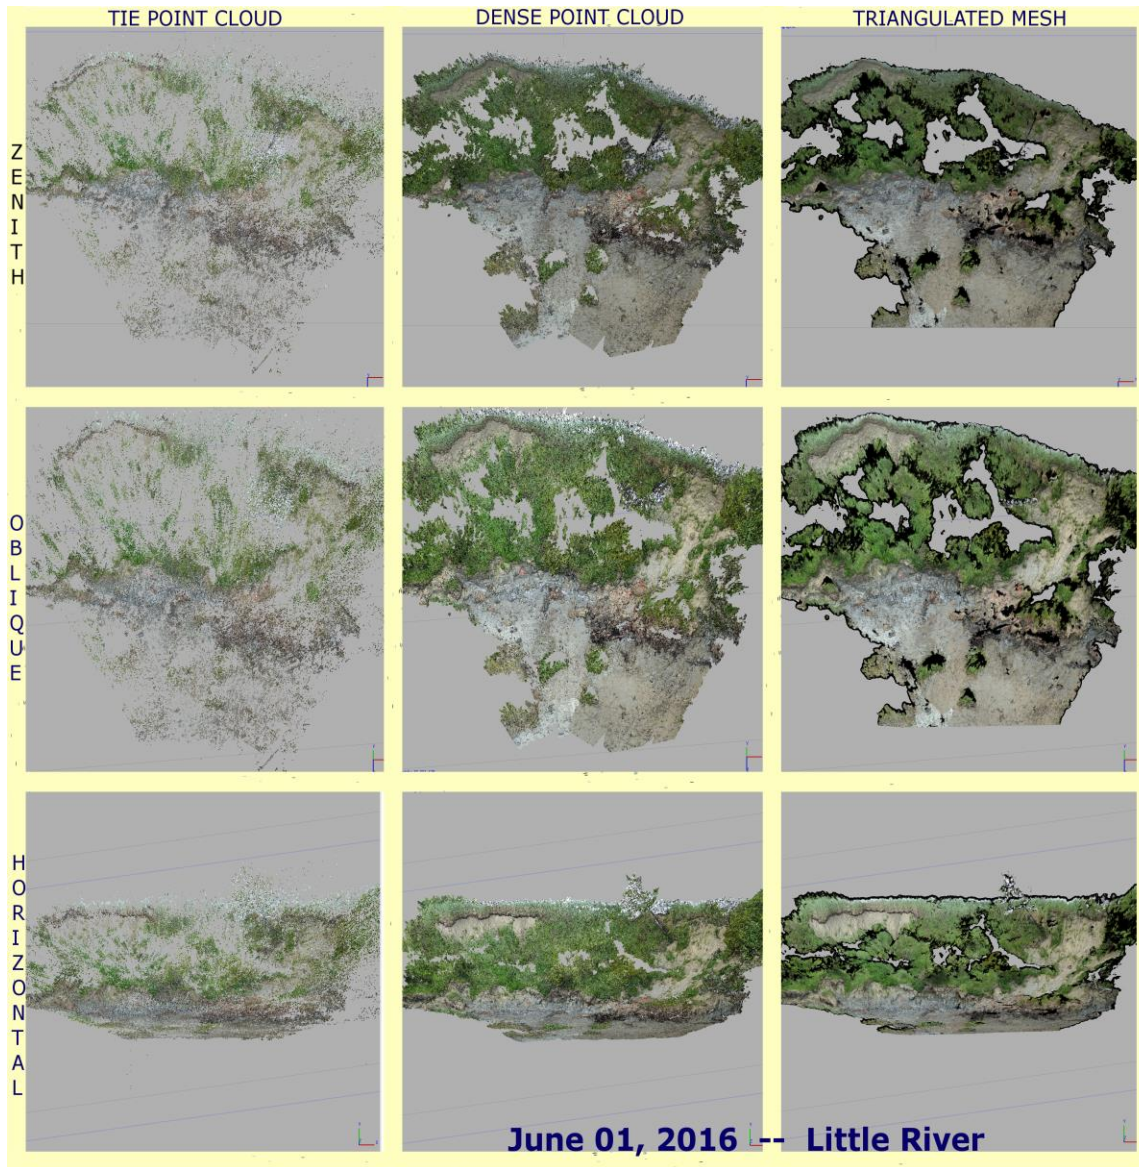 TIE POINT CLOUD
DENSE POINT CLOUD
TRIANGULATED MESH
ZENITH
OBLIQUE
HORIZONTAL
June 01, 2016 -- Little River